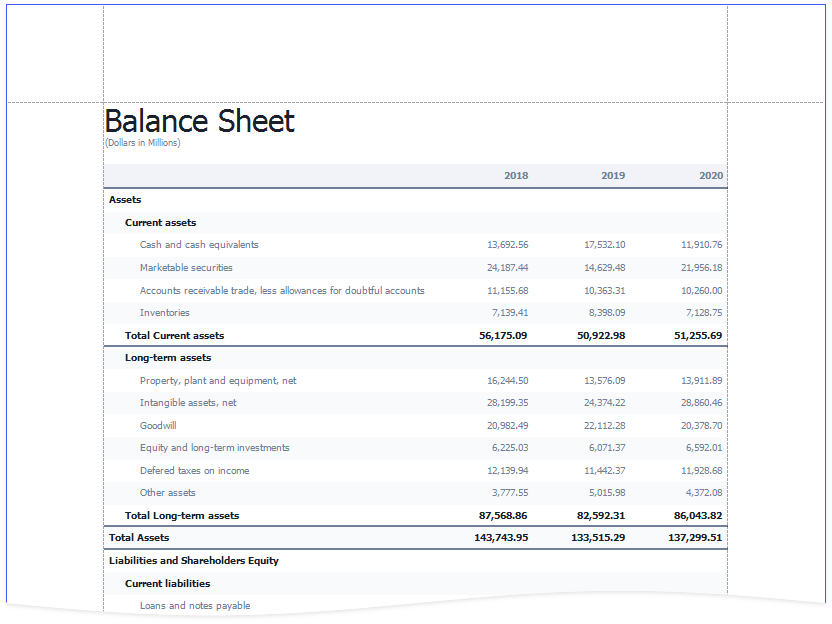 Balance Sheet
(Dollars in Millions)
2018 2019 2020
Assets
Current assets
Cash and cash equivalents 13,692.56 17,532.10 11,910.76
Marketable securities 24,187.44 14,629.48 21,956.18
Accounts receivable trade, less allowances for doubtful accounts 11,155.68 10,363.31 10,260.00
Inventories 7,139.41 8,398.09 7,128.75
Total Current assets 56,175.09 50,922.98 51,255.69
Long-term assets
Property, plant and equipment, net 16,244.50 13,576.09 13,911.89
Intangible assets, net 28,199.35 24,374.22 28,860.46
Goodwill 20,982.49 22,112.28 20,378.70
Equity and long-term investments 6,225.03 6,071.37 6,592.01
Defered taxes on income 12,139.94 11,442.37 11,928.68
Other assets 3,777.55 5,015.98 4,372.08
Total Long-term assets 87,568.86 82,592.31 86,043.82
Total Assets 143,743.95 133,515.29 137,299.51
Liabilities and Shareholders Equity
Current liabilities
Loans and notes payable